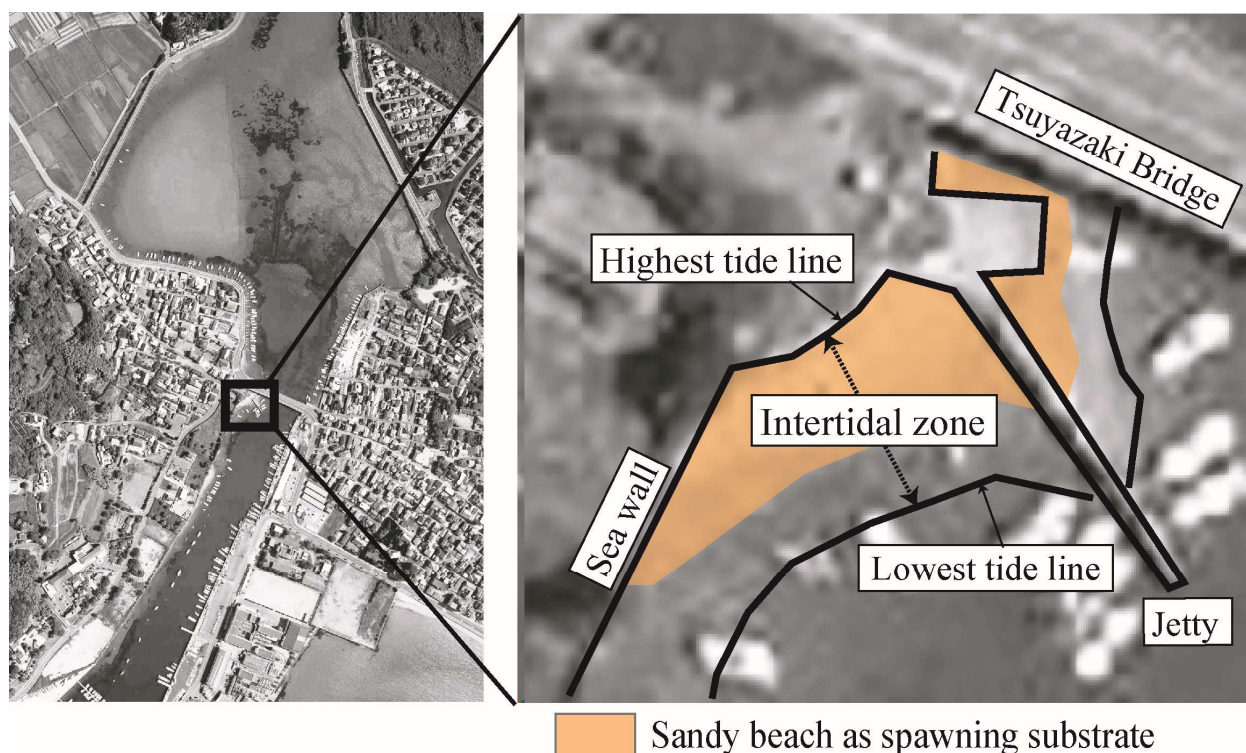 Tsuyazaki Bridge
Highest tide line
Intertidal zone
Sea wall
Lowest tide line
Jetty
Sandy beach as spawning substrate